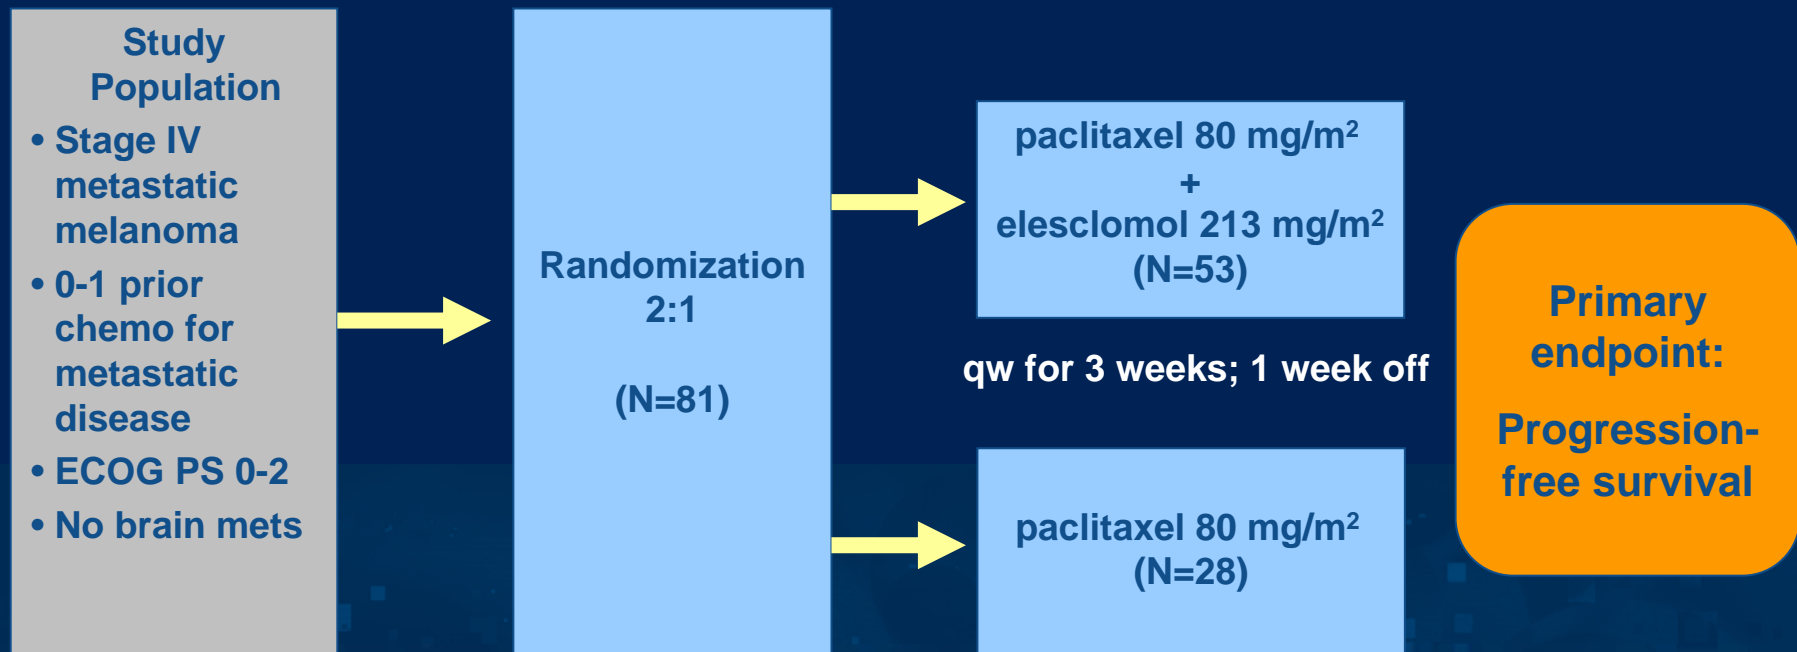 Study
Population
• Stage IV
metastatic
melanoma
• 0-1 prior
chemo for
metastatic
disease
• ECOG PS 0-2
• No brain mets
Randomization
2:1
(N=81)
paclitaxel 80 mg/m²
+
elesclomol 213 mg/m²
(N=53)
qw for 3 weeks; 1 week off
paclitaxel 80 mg/m²
(N=28)
Primary
endpoint:
Progression-
free survival